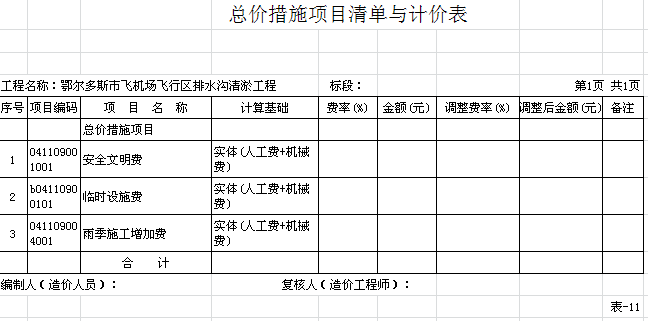 总价措施项目清单与计价表
工程名称：鄂尔多斯市飞机场飞行区排水沟清淤工程 标段： 第1页 共1页
序号 项目编码 项 目 名 称 计算基础 费率(%) 金额(元) 调整费率(%) 调整后金额(元) 备注
总价措施项目
1 041109001001 安全文明费 实体(人工费+机械费)
2 b04110900101 临时设施费 实体(人工费+机械费)
3 041109004001 雨季施工增加费 实体(人工费+机械费)
合 计
编制人(造价人员)： 复核人(造价工程师)：
表-11